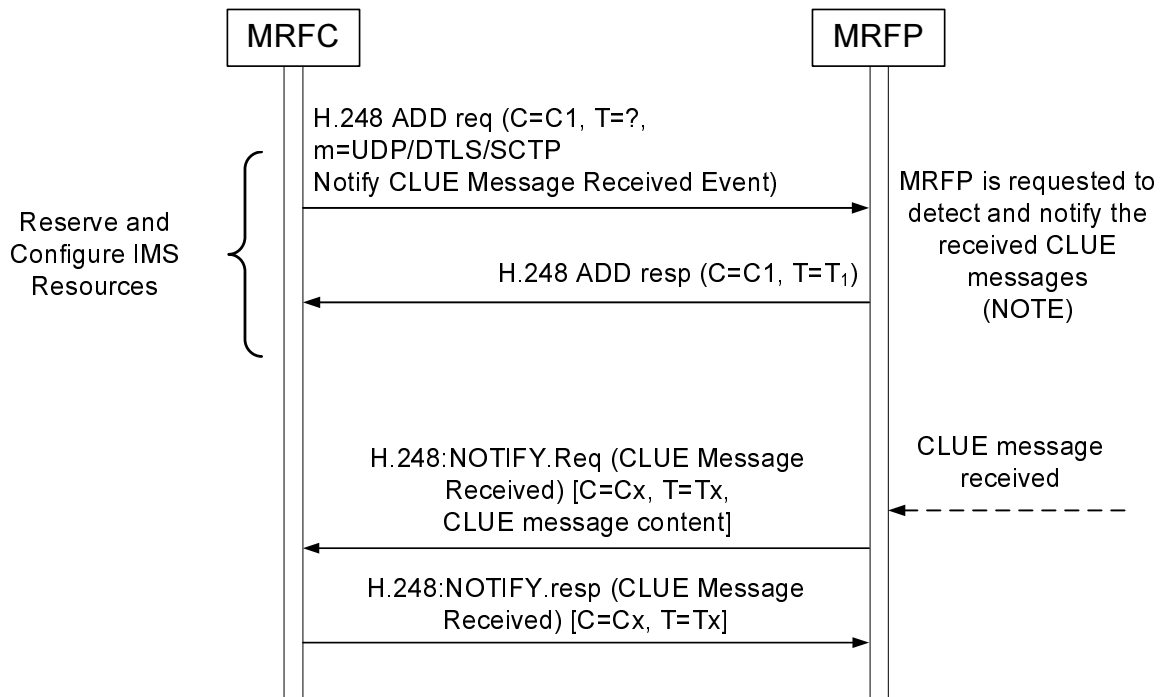 MRFC
MRFP
H.248 ADD req (C=C1, T=?,
m=UDP/DTLS/SCTP
Notify CLUE Message Received Event)
Reserve and
Configure IMS
Resources
MRFP is requested to
detect and notify the
received CLUE
messages
(NOTE)
H.248 ADD resp (C=C1, T=T₁)
CLUE message
received
H.248:NOTIFY.Req (CLUE Message
Received) [C=Cx, T=Tx,
CLUE message content]
H.248:NOTIFY.resp (CLUE Message
Received) [C=Cx, T=Tx]